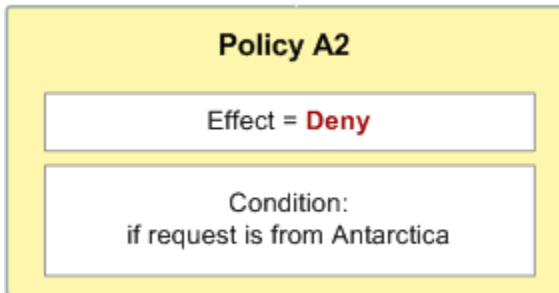 Policy A2
Effect = Deny
Condition:
if request is from Antarctica